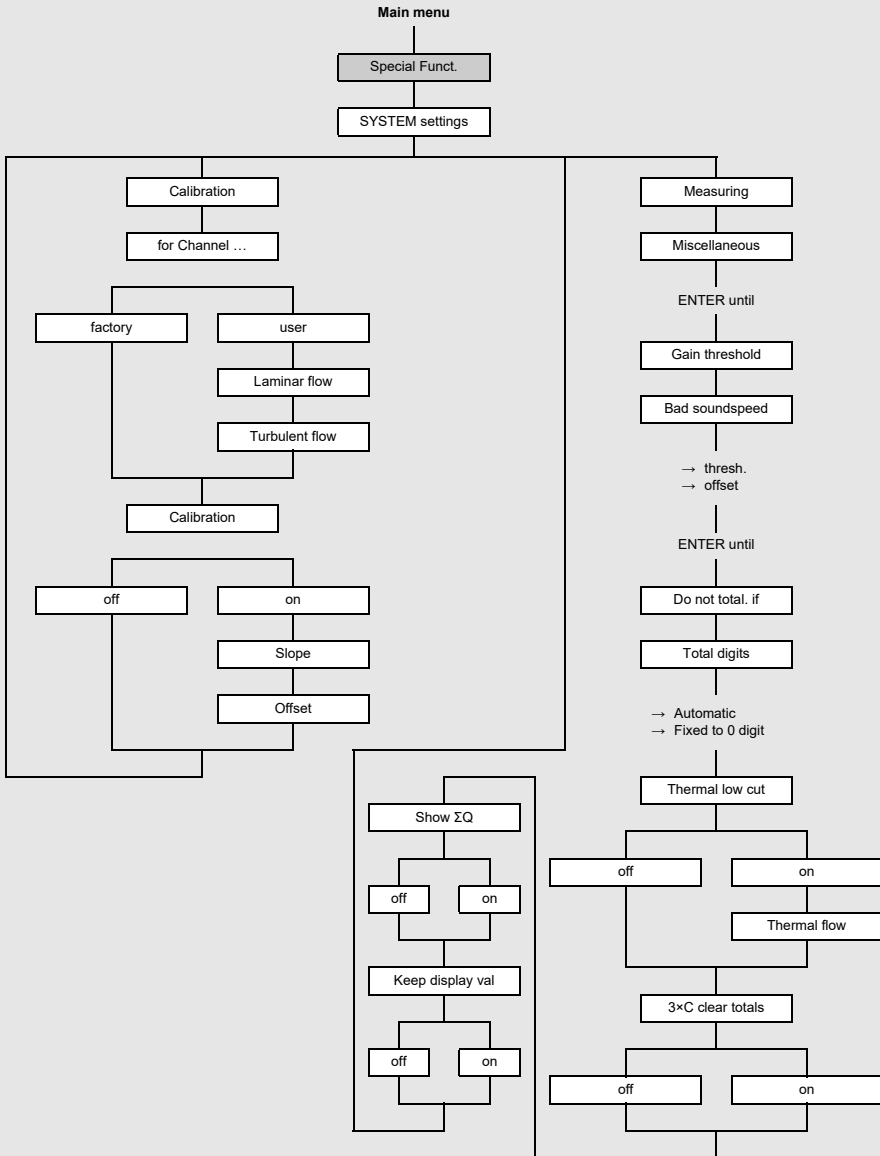 Main menu
Special Funct.
SYSTEM settings
Calibration
for Channel …
factory
user
Laminar flow
Turbulent flow
Calibration
off
on
Slope
Offset
Measuring
Miscellaneous
ENTER until
Gain threshold
Bad soundspeed
→ thresh.
→ offset
ENTER until
Do not total. if
Total digits
→ Automatic
→ Fixed to 0 digit
Thermal low cut
off
on
Thermal flow
3×C clear totals
off
on
Show ΣQ
off
on
Keep display val
off
on